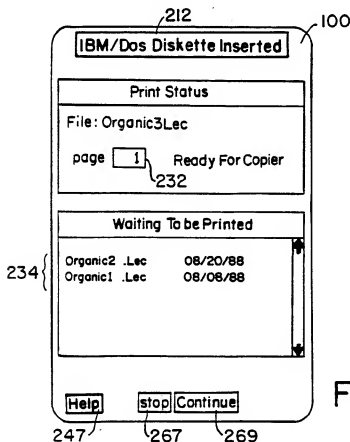 212
100
IBM/Dos Diskette Inserted
Print Status
File: Organic3Lec
page 1 Ready For Copier
232
Waiting To be Printed
234
Organic2 .Lec 08/20/88
Organic1 .Lec 08/08/88
Help stop Continue
F
247 267 269